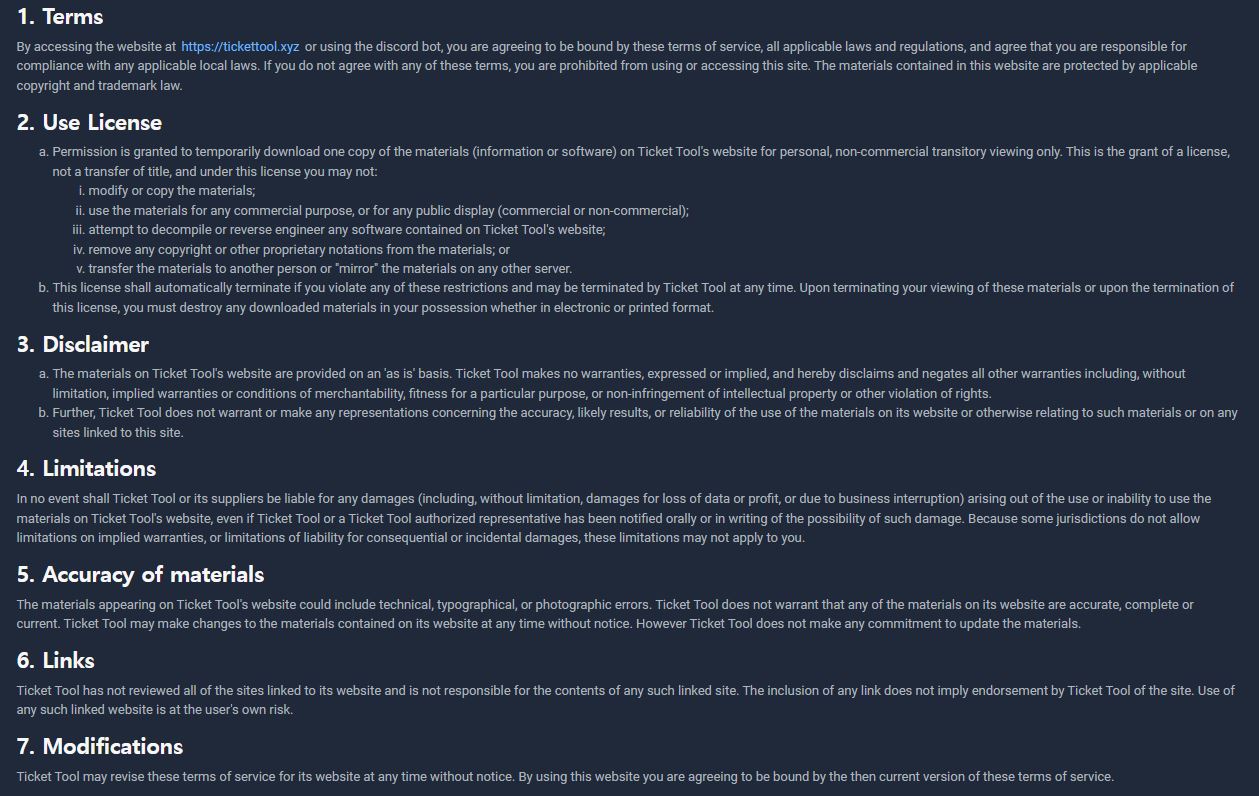 1. Terms
By accessing the website at https://tickettool.xyz or using the discord bot, you are agreeing to be bound by these terms of service, all applicable laws and regulations, and agree that you are responsible for
compliance with any applicable local laws. If you do not agree with any of these terms, you are prohibited from using or accessing this site. The materials contained in this website are protected by applicable
copyright and trademark law.
2. Use License
a. Permission is granted to temporarily download one copy of the materials (information or software) on Ticket Tool's website for personal, non-commercial transitory viewing only. This is the grant of a license,
not a transfer of title, and under this license you may not:
i. modify or copy the materials;
ii. use the materials for any commercial purpose, or for any public display (commercial or non-commercial);
iii. attempt to decompile or reverse engineer any software contained on Ticket Tool's website;
iv. remove any copyright or other proprietary notations from the materials; or
v. transfer the materials to another person or "mirror" the materials on any other server.
b. This license shall automatically terminate if you violate any of these restrictions and may be terminated by Ticket Tool at any time. Upon terminating your viewing of these materials or upon the termination of
this license, you must destroy any downloaded materials in your possession whether in electronic or printed format.
3. Disclaimer
a. The materials on Ticket Tool's website are provided on an 'as is' basis. Ticket Tool makes no warranties, expressed or implied, and hereby disclaims and negates all other warranties including, without
limitation, implied warranties or conditions of merchantability, fitness for a particular purpose, or non-infringement of intellectual property or other violation of rights.
b. Further, Ticket Tool does not warrant or make any representations concerning the accuracy, likely results, or reliability of the use of the materials on its website or otherwise relating to such materials or on any
sites linked to this site.
4. Limitations
In no event shall Ticket Tool or its suppliers be liable for any damages (including, without limitation, damages for loss of data or profit, or due to business interruption) arising out of the use or inability to use the
materials on Ticket Tool's website, even if Ticket Tool or a Ticket Tool authorized representative has been notified orally or in writing of the possibility of such damage. Because some jurisdictions do not allow
limitations on implied warranties, or limitations of liability for consequential or incidental damages, these limitations may not apply to you.
5. Accuracy of materials
The materials appearing on Ticket Tool's website could include technical, typographical, or photographic errors. Ticket Tool does not warrant that any of the materials on its website are accurate, complete or
current. Ticket Tool may make changes to the materials contained on its website at any time without notice. However Ticket Tool does not make any commitment to update the materials.
6. Links
Ticket Tool has not reviewed all of the sites linked to its website and is not responsible for the contents of any such linked site. The inclusion of any link does not imply endorsement by Ticket Tool of the site. Use of
any such linked website is at the user's own risk.
7. Modifications
Ticket Tool may revise these terms of service for its website at any time without notice. By using this website you are agreeing to be bound by the then current version of these terms of service.